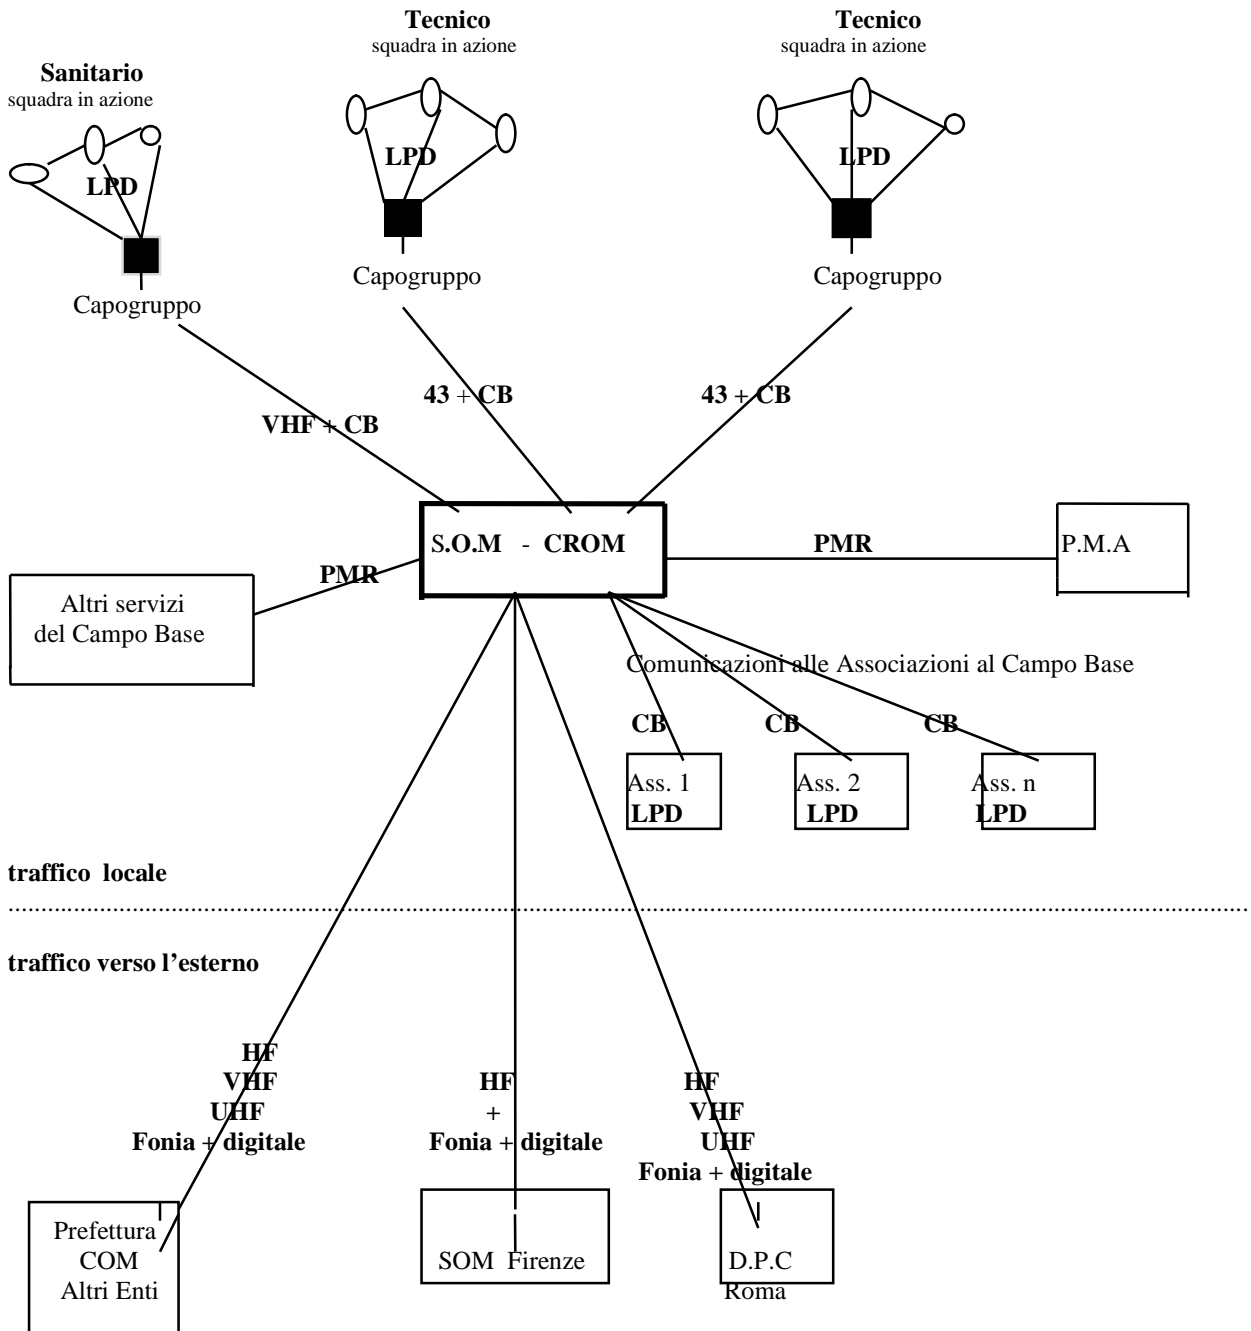 Tecnico
squadra in azione
Tecnico
squadra in azione
Sanitario
squadra in azione
LPD
LPD
LPD
Capogruppo
Capogruppo
Capogruppo
43 + CB
43 + CB
VHF + CB
S.O.M - CROM
PMR
P.M.A
PMR
Altri servizi
del Campo Base
Comunicazioni alle Associazioni al Campo Base
CB
CB
CB
Ass. 1
LPD
Ass. 2
LPD
Ass. n
LPD
traffico locale
traffico verso l’esterno
HF
VHF
UHF
Fonia + digitale
HF
+
Fonia + digitale
HF
VHF
UHF
Fonia + digitale
Prefettura
COM
Altri Enti
SOM Firenze
D.P.C
Roma